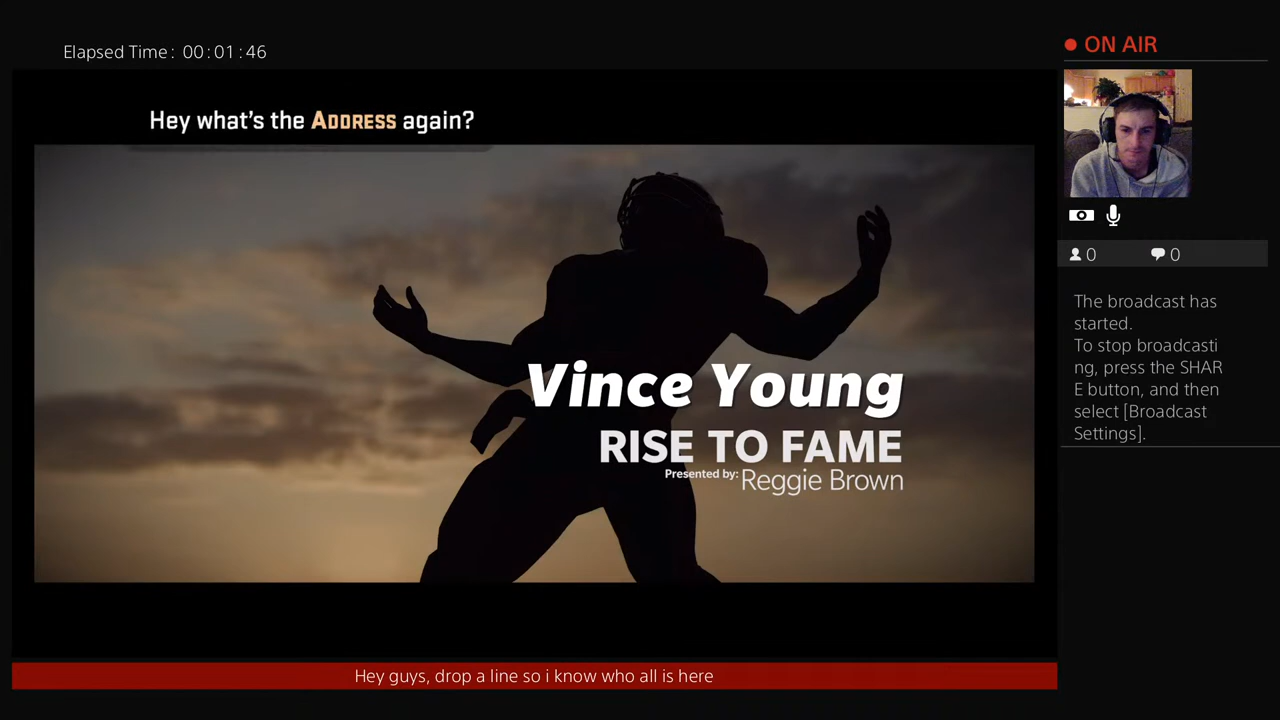 Elapsed Time: 00:01:46
ON AIR
Hey what's the ADDRESS again?
0
0
The broadcast has
started.
To stop broadcasti
ng, press the SHAR
E button, and then
select [Broadcast
Settings].
Vince Young
RISE TO FAME
Presented by: Reggie Brown
Hey guys, drop a line so i know who all is here